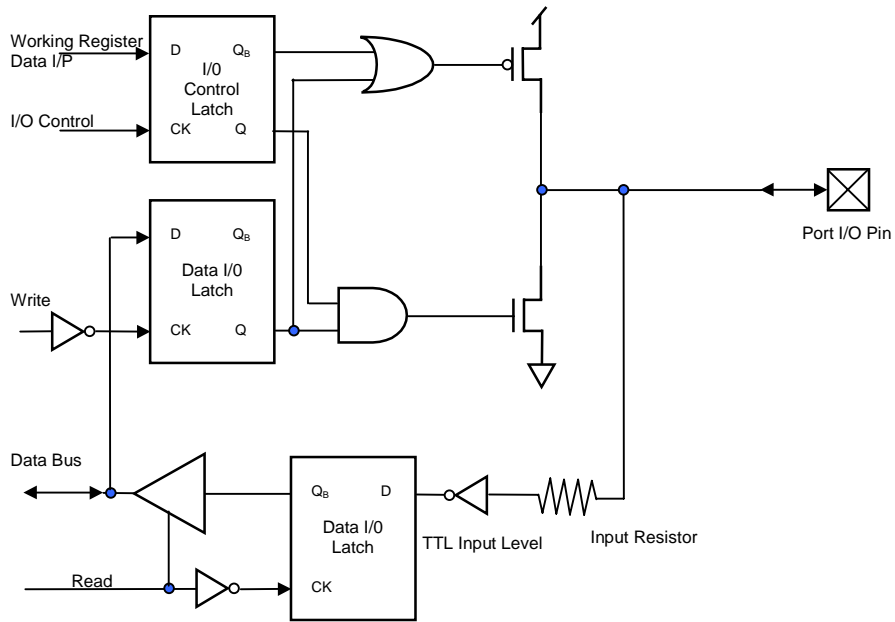 Working Register
Data I/P
D
QB
I/0
Control
Latch
I/O Control
CK
Q
D
QB
Data I/0
Latch
Write
CK
Q
Port I/O Pin
Data Bus
QB
D
Data I/0
Latch
TTL Input Level
Input Resistor
Read
CK